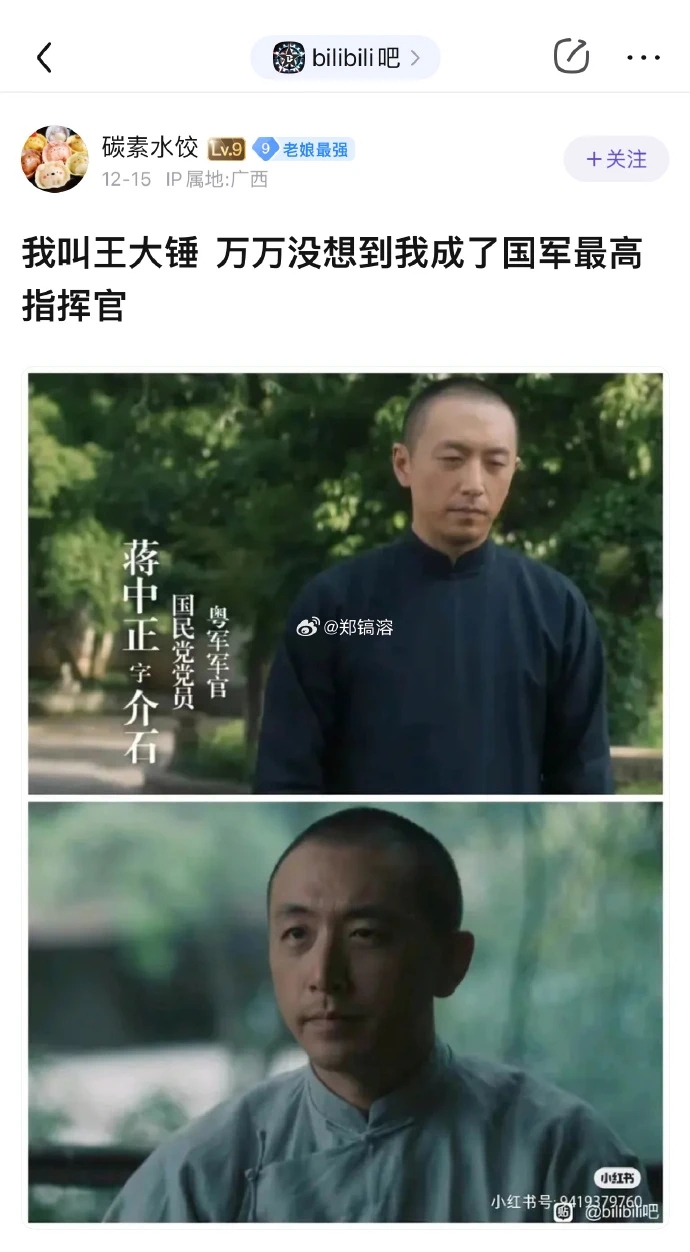 bilibili吧
碳素水饺 Lv.9 9 老娘最强
12-15 IP属地:广西
+关注
我叫王大锤 万万没想到我成了国军最高
指挥官
粤军军官
国民党党员
蒋中正 字 介石
@郑镐溶
小红书
小红书号:9419379760
贴 @bilibili吧